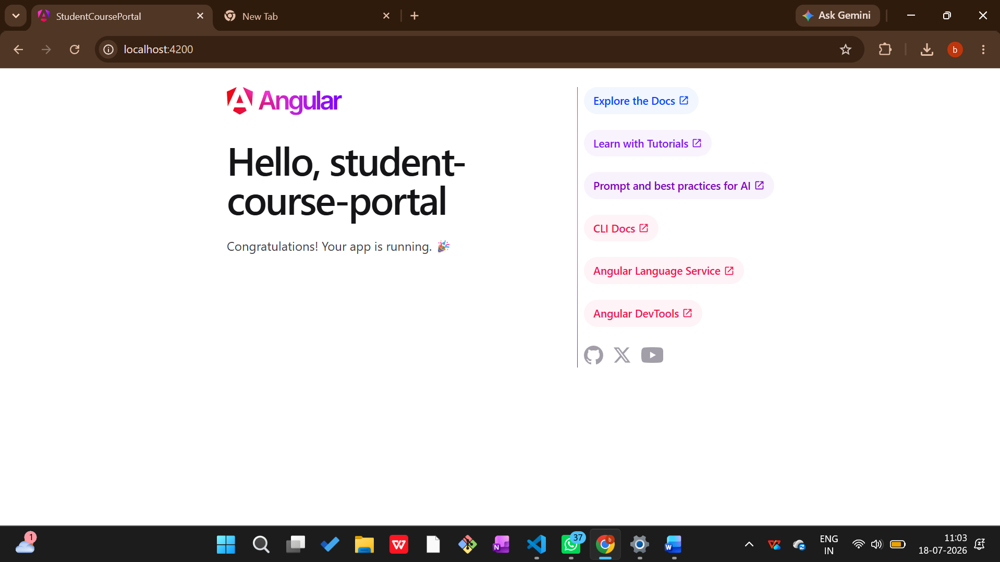 StudentCoursePortal
New Tab
Ask Gemini
localhost:4200
b
Angular
Hello, student-
course-portal
Congratulations! Your app is running. 🎉
Explore the Docs
Learn with Tutorials
Prompt and best practices for AI
CLI Docs
Angular Language Service
Angular DevTools
1
37
ENG
IN
11:03
18-07-2026